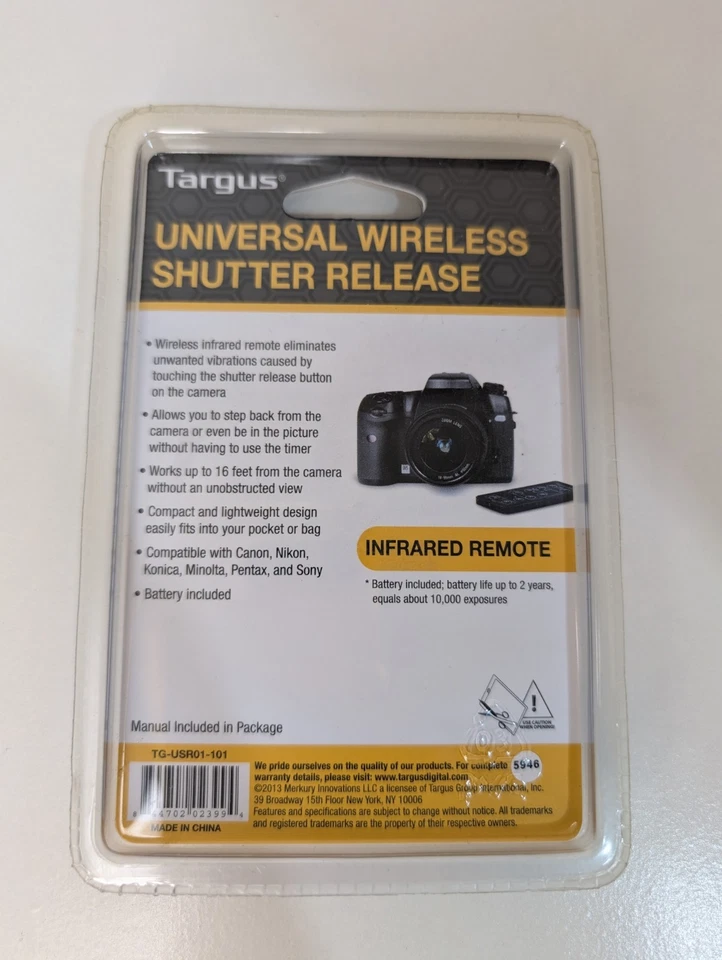 Targus®
UNIVERSAL WIRELESS
SHUTTER RELEASE
• Wireless infrared remote eliminates
unwanted vibrations caused by
touching the shutter release button
on the camera
• Allows you to step back from the
camera or even be in the picture
without having to use the timer
• Works up to 16 feet from the camera
without an unobstructed view
• Compact and lightweight design
easily fits into your pocket or bag
• Compatible with Canon, Nikon,
Konica, Minolta, Pentax, and Sony
• Battery included
INFRARED REMOTE
* Battery included; battery life up to 2 years,
equals about 10,000 exposures
!
USE CAUTION
WHEN OPENING
Manual Included in Package
TG-USR01-101
MADE IN CHINA
We pride ourselves on the quality of our products. For complete
warranty details, please visit: www.targusdigital.com
5946
©2013 Merkury Innovations LLC a licensee of Targus Group International, Inc.
39 Broadway 15th Floor New York, NY 10006
Features and specifications are subject to change without notice. All trademarks
and registered trademarks are the property of their respective owners.